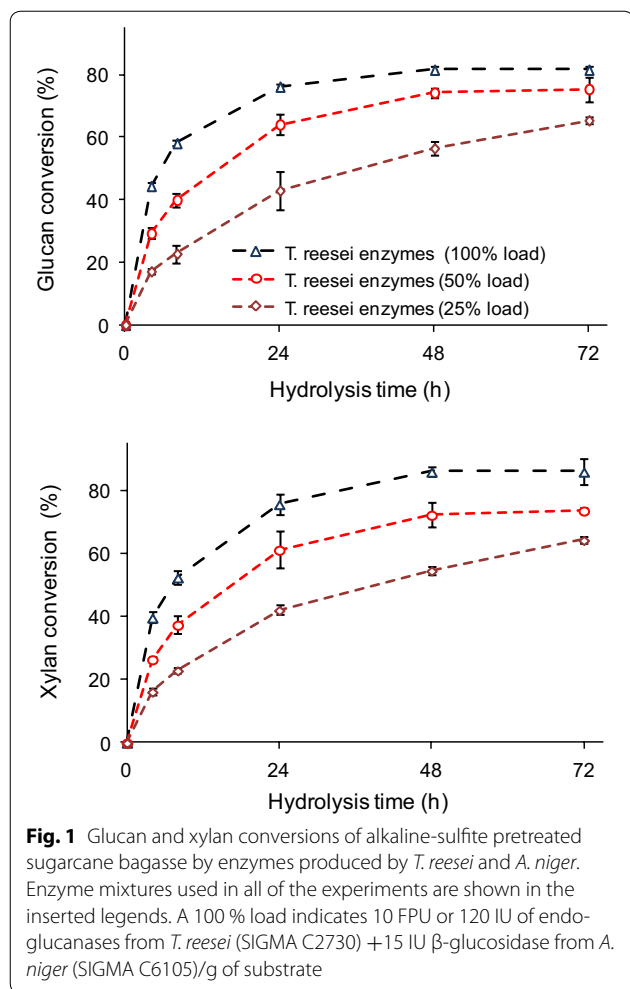 Glucan conversion (%)
80
60
40
20
0
T. reesei enzymes (100% load)
T. reesei enzymes (50% load)
T. reesei enzymes (25% load)
0 24 48 72
Hydrolysis time (h)
Xylan conversion (%)
80
60
40
20
0
0 24 48 72
Hydrolysis time (h)
Fig. 1 Glucan and xylan conversions of alkaline-sulfite pretreated
sugarcane bagasse by enzymes produced by T. reesei and A. niger.
Enzyme mixtures used in all of the experiments are shown in the
inserted legends. A 100 % load indicates 10 FPU or 120 IU of endo-
glucanases from T. reesei (SIGMA C2730) +15 IU β-glucosidase from A.
niger (SIGMA C6105)/g of substrate